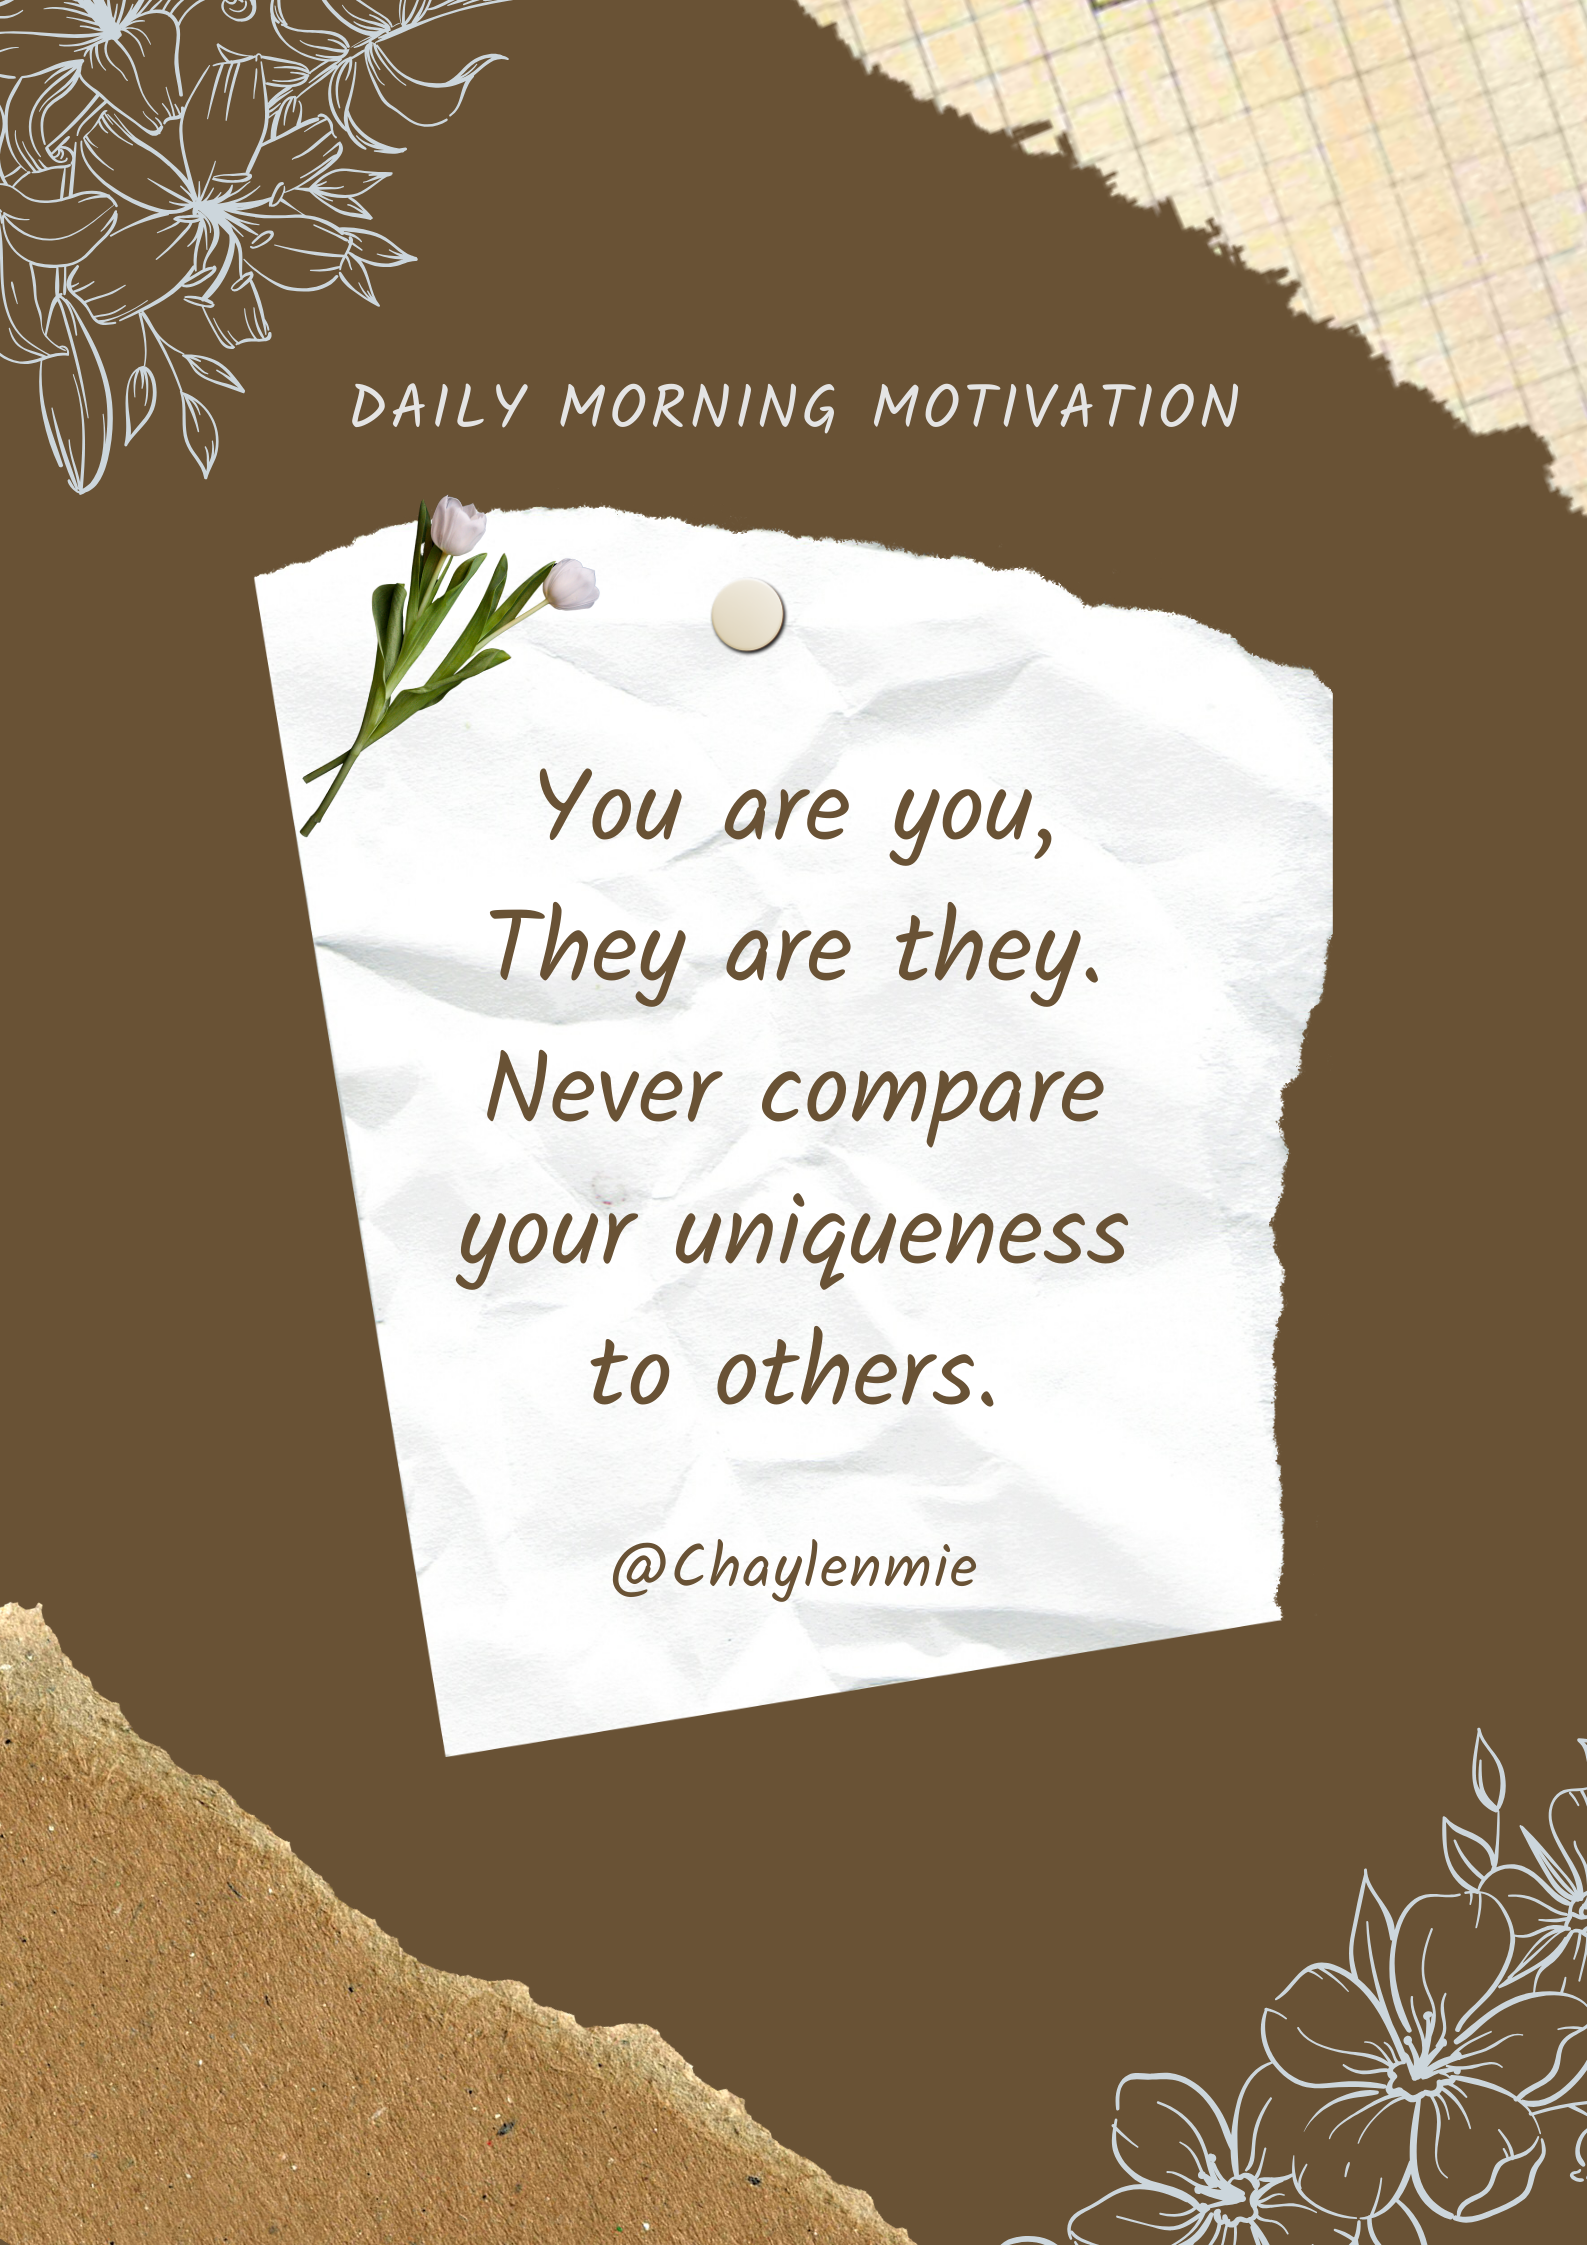 DAILY MORNING MOTIVATION
You are you,
They are they.
Never compare
your uniqueness
to others.
@Chaylenmie